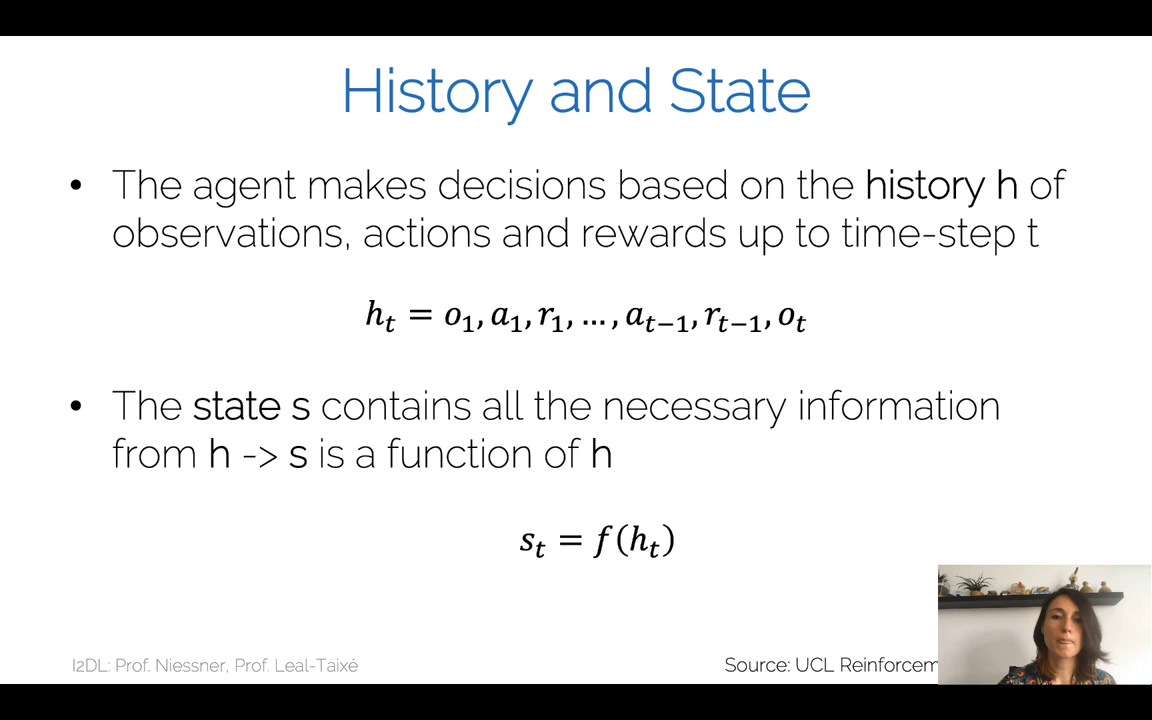 History and State
• The agent makes decisions based on the history h of
observations, actions and rewards up to time-step t
h_t = o_1, a_1, r_1, ..., a_{t−1}, r_{t−1}, o_t
• The state s contains all the necessary information
from h -> s is a function of h
s_t = f(h_t)
I2DL: Prof. Niessner, Prof. Leal-Taixé
Source: UCL Reinforcem